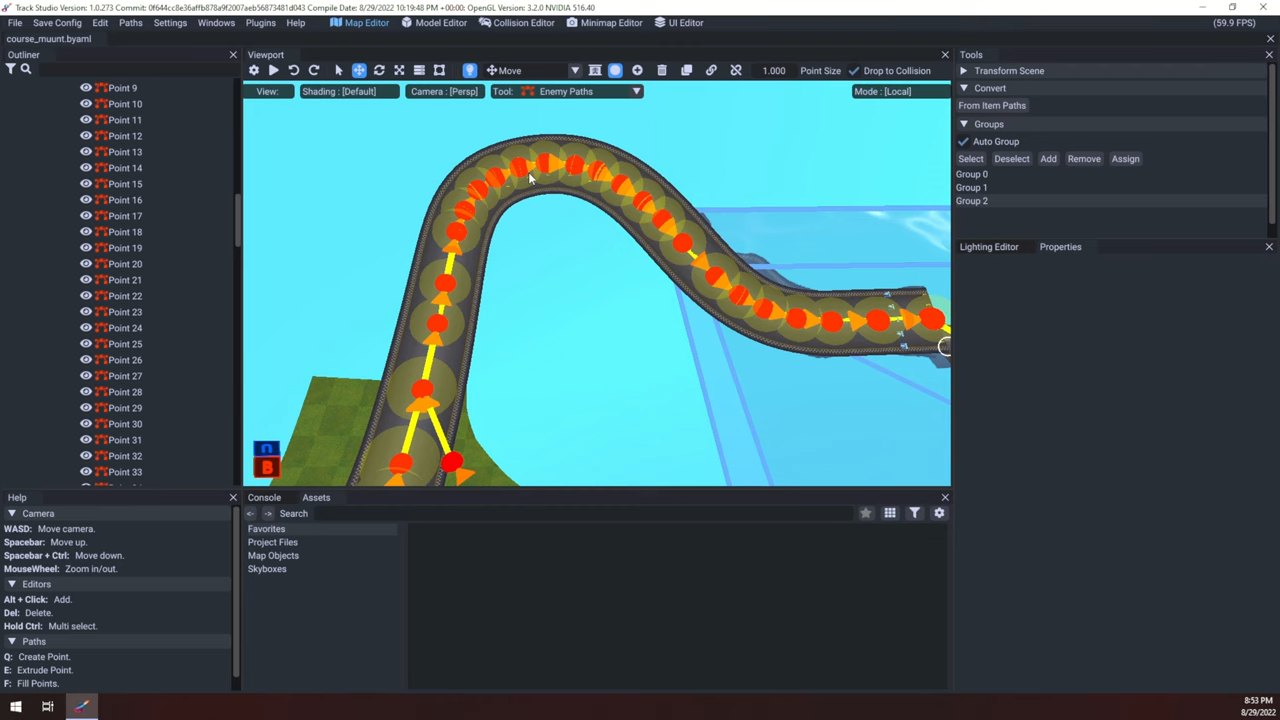 Track Studio: Version: 1.0.273 Commit: 0f644cc8e36affb878a9f2007aeb56873481d043 Compile Date: 8/29/2022 10:19:48 PM +00:00: OpenGL Version: 3.2.0 NVIDIA 516.40
File Save Config Edit Paths Settings Windows Plugins Help Map Editor Model Editor Collision Editor Minimap Editor UI Editor (59.9 FPS)
course_muunt.byaml
Outliner
Point 9
Point 10
Point 11
Point 12
Point 13
Point 14
Point 15
Point 16
Point 17
Point 18
Point 19
Point 20
Point 21
Point 22
Point 23
Point 24
Point 25
Point 26
Point 27
Point 28
Point 29
Point 30
Point 31
Point 32
Point 33
Viewport
Move 1.000 Point Size Drop to Collision
View: Shading : [Default] Camera : [Persp] Tool: Enemy Paths Mode : [Local]
B
Tools
Transform Scene
Convert
From Item Paths
Groups
Auto Group
Select Deselect Add Remove Assign
Group 0
Group 1
Group 2
Lighting Editor Properties
Help
Camera
WASD: Move camera.
Spacebar: Move up.
Spacebar + Ctrl: Move down.
MouseWheel: Zoom in/out.
Editors
Alt + Click: Add.
Del: Delete.
Hold Ctrl: Multi select.
Paths
Q: Create Point.
E: Extrude Point.
F: Fill Points.
Console Assets
<- -> Search
Favorites
Project Files
Map Objects
Skyboxes
8:53 PM
8/29/2022